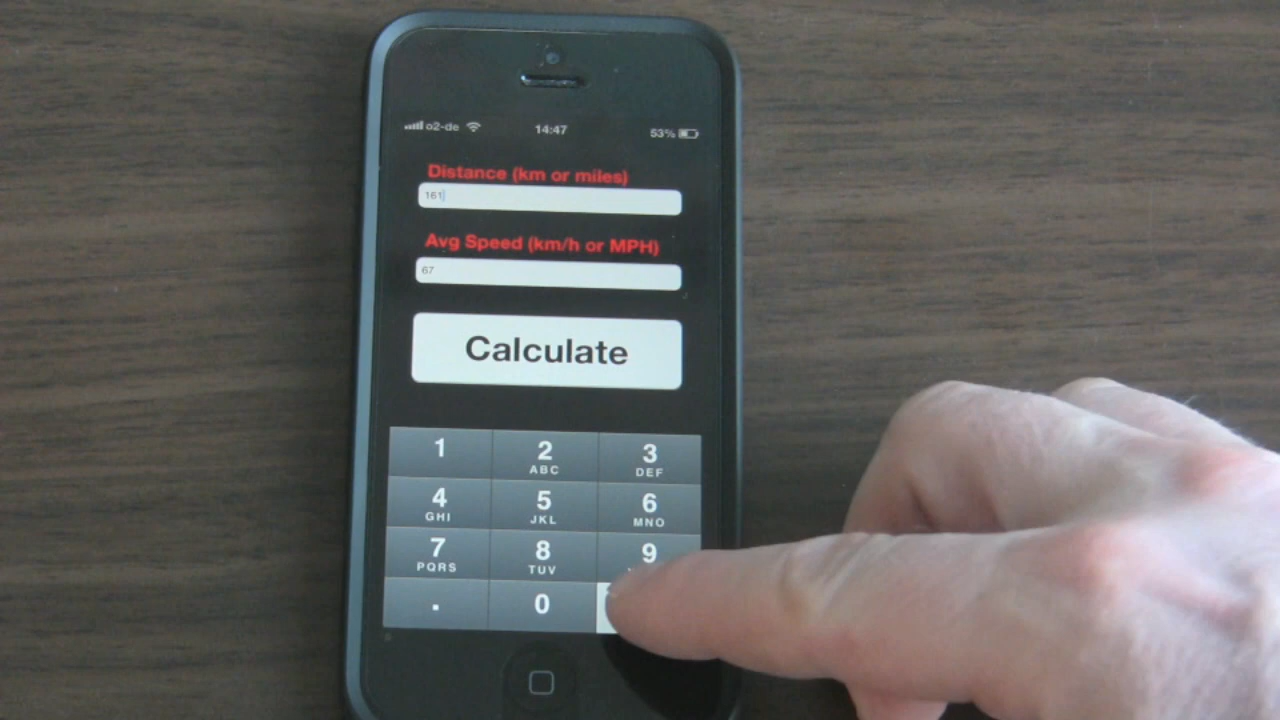 o2-de 14:47 53%
Distance (km or miles)
161
Avg Speed (km/h or MPH)
67
Calculate
1 2 3
ABC DEF
4 5 6
GHI JKL MNO
7 8 9
PQRS TUV
. 0